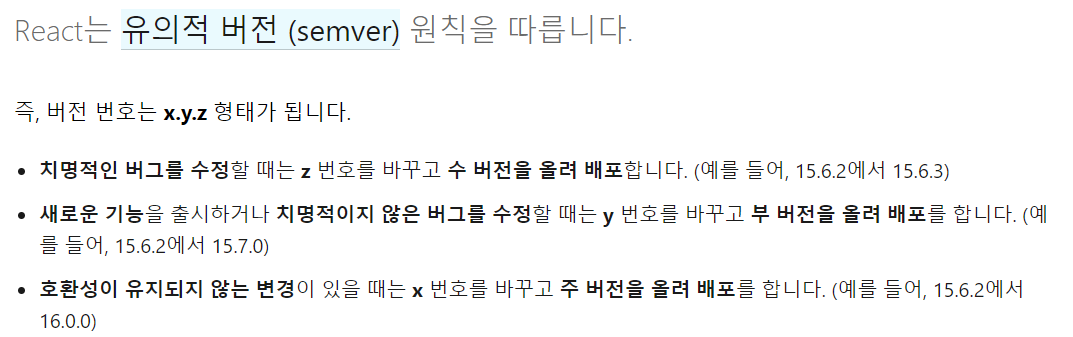 React는 유의적 버전 (semver) 원칙을 따릅니다.
즉, 버전 번호는 x.y.z 형태가 됩니다.
• 치명적인 버그를 수정할 때는 z 번호를 바꾸고 수 버전을 올려 배포합니다. (예를 들어, 15.6.2에서 15.6.3)
• 새로운 기능을 출시하거나 치명적이지 않은 버그를 수정할 때는 y 번호를 바꾸고 부 버전을 올려 배포를 합니다. (예
를 들어, 15.6.2에서 15.7.0)
• 호환성이 유지되지 않는 변경이 있을 때는 x 번호를 바꾸고 주 버전을 올려 배포를 합니다. (예를 들어, 15.6.2에서
16.0.0)